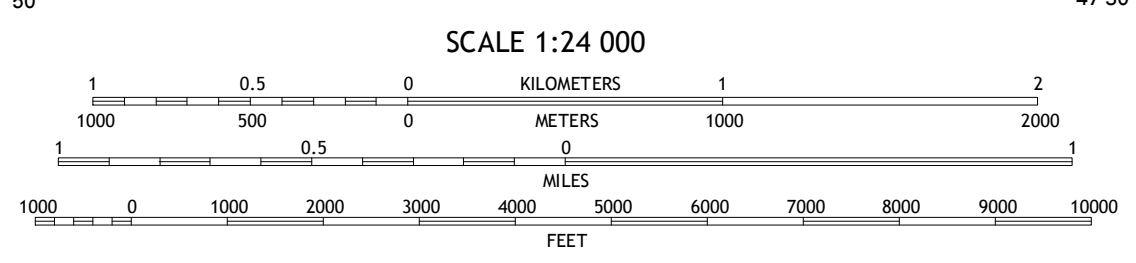 50 47 30
SCALE 1:24 000
1 0.5 0 KILOMETERS 1 2
1000 500 0 METERS 1000 2000
1 0.5 0 1
MILES
1000 0 1000 2000 3000 4000 5000 6000 7000 8000 9000 10000
FEET